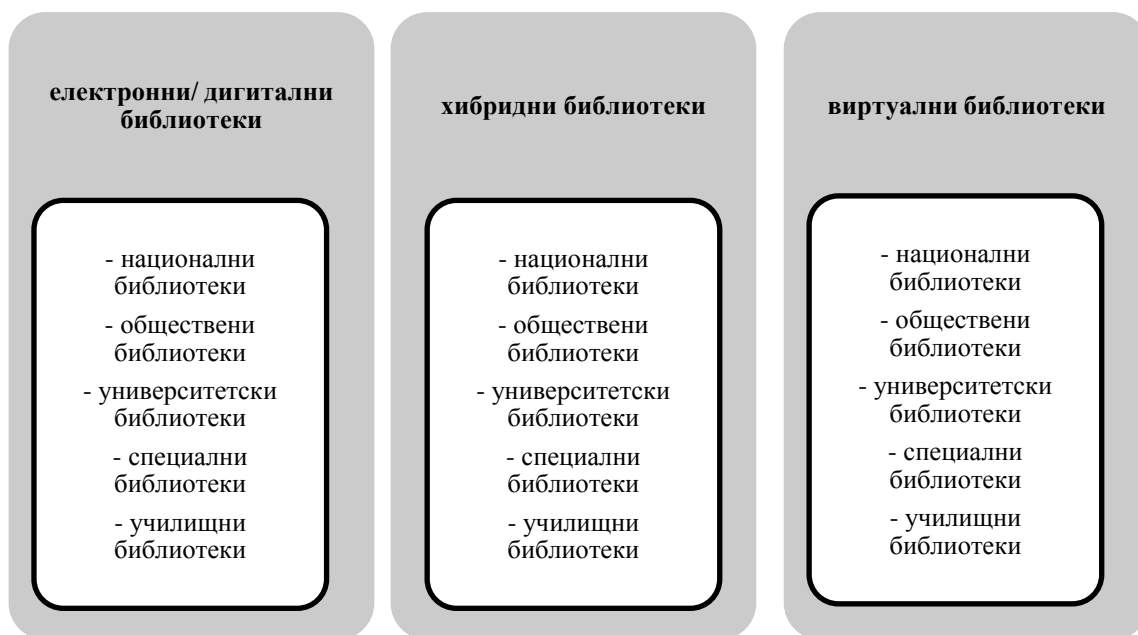 електронни/ дигитални
библиотеки
- национални
библиотеки
- обществени
библиотеки
- университетски
библиотеки
- специални
библиотеки
- училищни
библиотеки
хибридни библиотеки
- национални
библиотеки
- обществени
библиотеки
- университетски
библиотеки
- специални
библиотеки
- училищни
библиотеки
виртуални библиотеки
- национални
библиотеки
- обществени
библиотеки
- университетски
библиотеки
- специални
библиотеки
- училищни
библиотеки